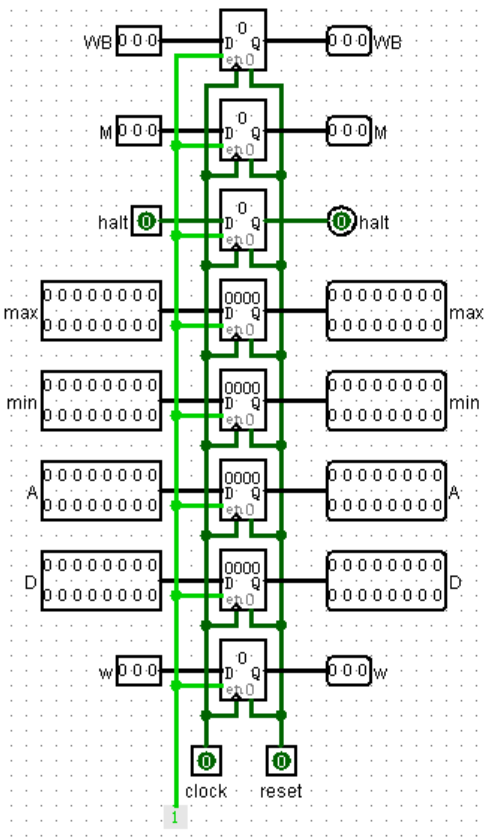 0
WB 0 0 0 D Q 0 0 0 WB
en 0
0
M 0 0 0 D Q 0 0 0 M
en 0
0
halt 0 D Q 0 halt
en 0
0 0 0 0 0 0 0 0 0000 0 0 0 0 0 0 0 0
max D Q max
0 0 0 0 0 0 0 0 en 0 0 0 0 0 0 0 0 0
0 0 0 0 0 0 0 0 0000 0 0 0 0 0 0 0 0
min D Q min
0 0 0 0 0 0 0 0 en 0 0 0 0 0 0 0 0 0
0 0 0 0 0 0 0 0 0000 0 0 0 0 0 0 0 0
A D Q A
0 0 0 0 0 0 0 0 en 0 0 0 0 0 0 0 0 0
0 0 0 0 0 0 0 0 0000 0 0 0 0 0 0 0 0
D D Q D
0 0 0 0 0 0 0 0 en 0 0 0 0 0 0 0 0 0
0
w 0 0 0 D Q 0 0 0 w
en 0
0 0
clock reset
1